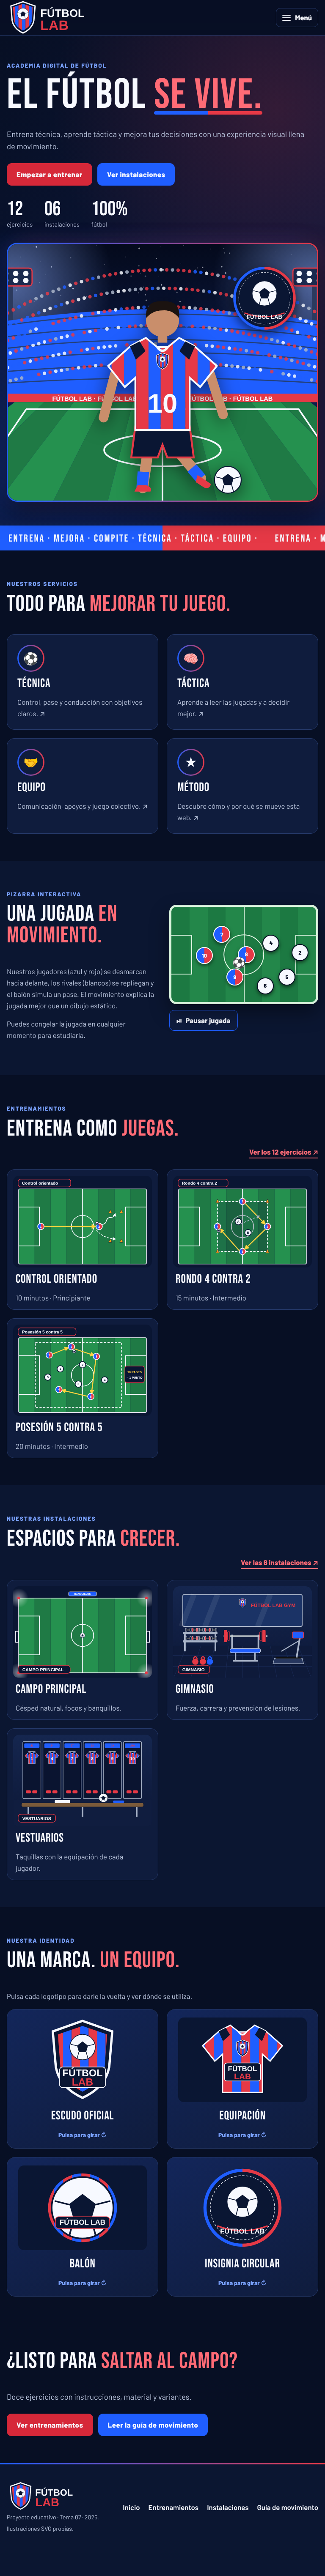 FÚTBOL
LAB
Menú
ACADEMIA DIGITAL DE FÚTBOL
EL FÚTBOL SE VIVE.
Entrena técnica, aprende táctica y mejora tus decisiones con una experiencia visual llena
de movimiento.
Empezar a entrenar
Ver instalaciones
12
06
100%
ejercicios
instalaciones
fútbol
FÚTBOL LAB
10
ENTRENA · MEJORA · COMPITE · TÉCNICA · TÁCTICA · EQUIPO ·
NUESTROS SERVICIOS
TODO PARA MEJORAR TU JUEGO.
TÉCNICA
Control, pase y conducción con objetivos
claros. ↗
TÁCTICA
Aprende a leer las jugadas y a decidir
mejor. ↗
EQUIPO
Comunicación, apoyos y juego colectivo. ↗
MÉTODO
Descubre cómo y por qué se mueve esta
web. ↗
PIZARRA INTERACTIVA
UNA JUGADA EN
MOVIMIENTO.
Nuestros jugadores (azul y rojo) se desmarcan
hacia delante, los rivales (blancos) se repliegan y
el balón simula un pase. El movimiento explica la
jugada mejor que un dibujo estático.
Puedes congelar la jugada en cualquier
momento para estudiarla.
7
4
10
2
5
6
Pausar jugada
ENTRENAMIENTOS
ENTRENA COMO JUEGAS.
Ver los 12 ejercicios ↗
Control orientado
CONTROL ORIENTADO
10 minutos · Principiante
Rondo 4 contra 2
RONDO 4 CONTRA 2
15 minutos · Intermedio
Posesión 5 contra 5
POSESIÓN 5 CONTRA 5
20 minutos · Intermedio
NUESTRAS INSTALACIONES
ESPACIOS PARA CRECER.
Ver las 6 instalaciones ↗
CAMPO PRINCIPAL
CAMPO PRINCIPAL
Césped natural, focos y banquillos.
FÚTBOL LAB GYM
GIMNASIO
GIMNASIO
Fuerza, carrera y prevención de lesiones.
VESTUARIOS
VESTUARIOS
Taquillas con la equipación de cada
jugador.
NUESTRA IDENTIDAD
UNA MARCA. UN EQUIPO.
Pulsa cada logotipo para darle la vuelta y ver dónde se utiliza.
FÚTBOL
LAB
ESCUDO OFICIAL
Pulsa para girar ↻
FÚTBOL
LAB
EQUIPACIÓN
Pulsa para girar ↻
FÚTBOL LAB
BALÓN
Pulsa para girar ↻
FÚTBOL LAB
INSIGNIA CIRCULAR
Pulsa para girar ↻
¿LISTO PARA SALTAR AL CAMPO?
Doce ejercicios con instrucciones, material y variantes.
Ver entrenamientos
Leer la guía de movimiento
FÚTBOL
LAB
Proyecto educativo · Tema 07 · 2026.
Ilustraciones SVG propias.
Inicio
Entrenamientos
Instalaciones
Guía de movimiento